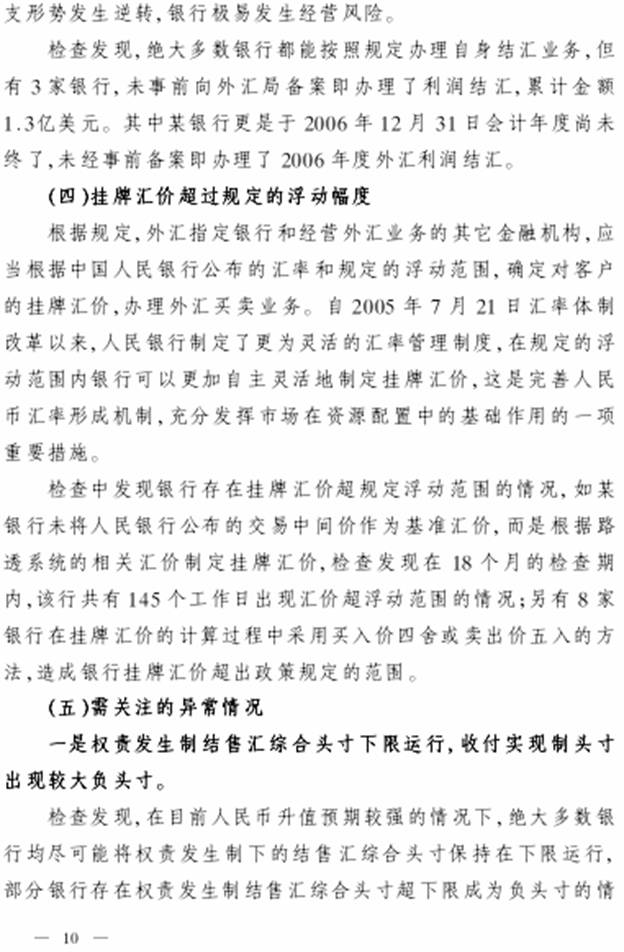 支形势发生逆转,银行极易发生经营风险。
检查发现,绝大多数银行都能按照规定办理自身结汇业务,但
有 3 家银行,未事前向外汇局备案即办理了利润结汇,累计金额
1.3亿美元。其中某银行更是于 2006 年 12 月 31 日会计年度尚未
终了,未经事前备案即办理了 2006 年度外汇利润结汇。
(四)挂牌汇价超过规定的浮动幅度
根据规定,外汇指定银行和经营外汇业务的其它金融机构,应
当根据中国人民银行公布的汇率和规定的浮动范围,确定对客户
的挂牌汇价,办理外汇买卖业务。自 2005 年 7 月 21 日汇率体制
改革以来,人民银行制定了更为灵活的汇率管理制度,在规定的浮
动范围内银行可以更加自主灵活地制定挂牌汇价,这是完善人民
币汇率形成机制,充分发挥市场在资源配置中的基础作用的一项
重要措施。
检查中发现银行存在挂牌汇价超规定浮动范围的情况,如某
银行未将人民银行公布的交易中间价作为基准汇价,而是根据路
透系统的相关汇价制定挂牌汇价,检查发现在 18 个月的检查期
内,该行共有 145 个工作日出现汇价超浮动范围的情况;另有 8 家
银行在挂牌汇价的计算过程中采用买入价四舍或卖出价五入的方
法,造成银行挂牌汇价超出政策规定的范围。
(五)需关注的异常情况
一是权责发生制结售汇综合头寸下限运行,收付实现制头寸
出现较大负头寸。
检查发现,在目前人民币升值预期较强的情况下,绝大多数银
行均尽可能将权责发生制下的结售汇综合头寸保持在下限运行,
部分银行存在权责发生制结售汇综合头寸超下限成为负头寸的情
— 10 —